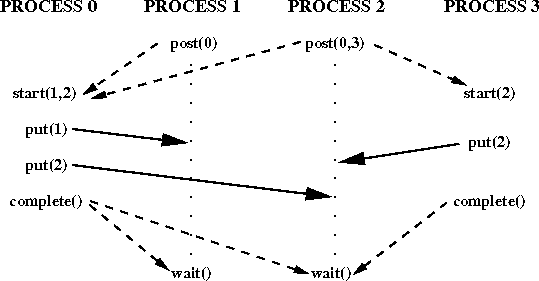 PROCESS 0 PROCESS 1 PROCESS 2 PROCESS 3
post(0) post(0,3)
start(1,2) start(2)
put(1)
put(2)
put(2)
complete() complete()
wait() wait()